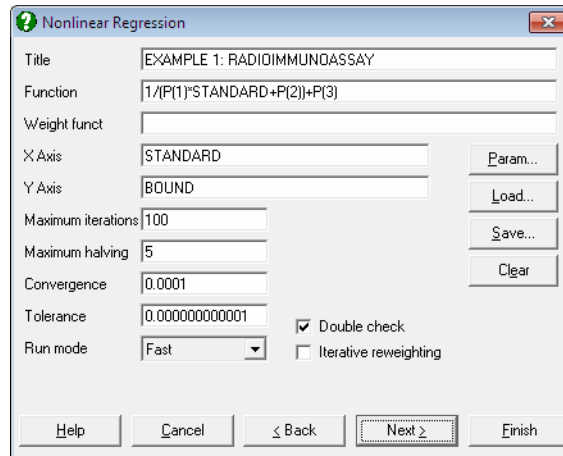 Nonlinear Regression
Title EXAMPLE 1: RADIOIMMUNOASSAY
Function 1/(P(1)*STANDARD+P(2))+P(3)
Weight funct
X Axis STANDARD
Param...
Y Axis BOUND
Load...
Maximum iterations 100
Save...
Maximum halving 5
Clear
Convergence 0.0001
Tolerance 0.000000000001
Double check
Run mode Fast
Iterative reweighting
Help Cancel < Back Next > Finish